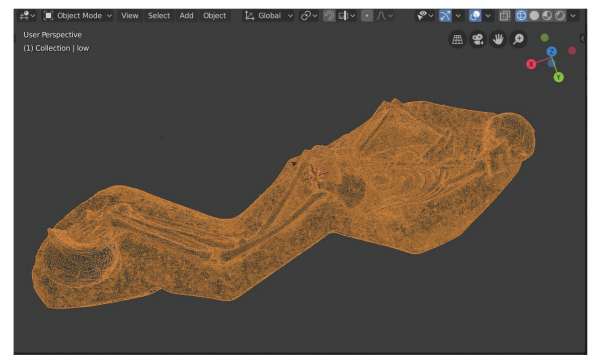 Object Mode View Select Add Object Global
User Perspective
(1) Collection | low
Z
X
Y